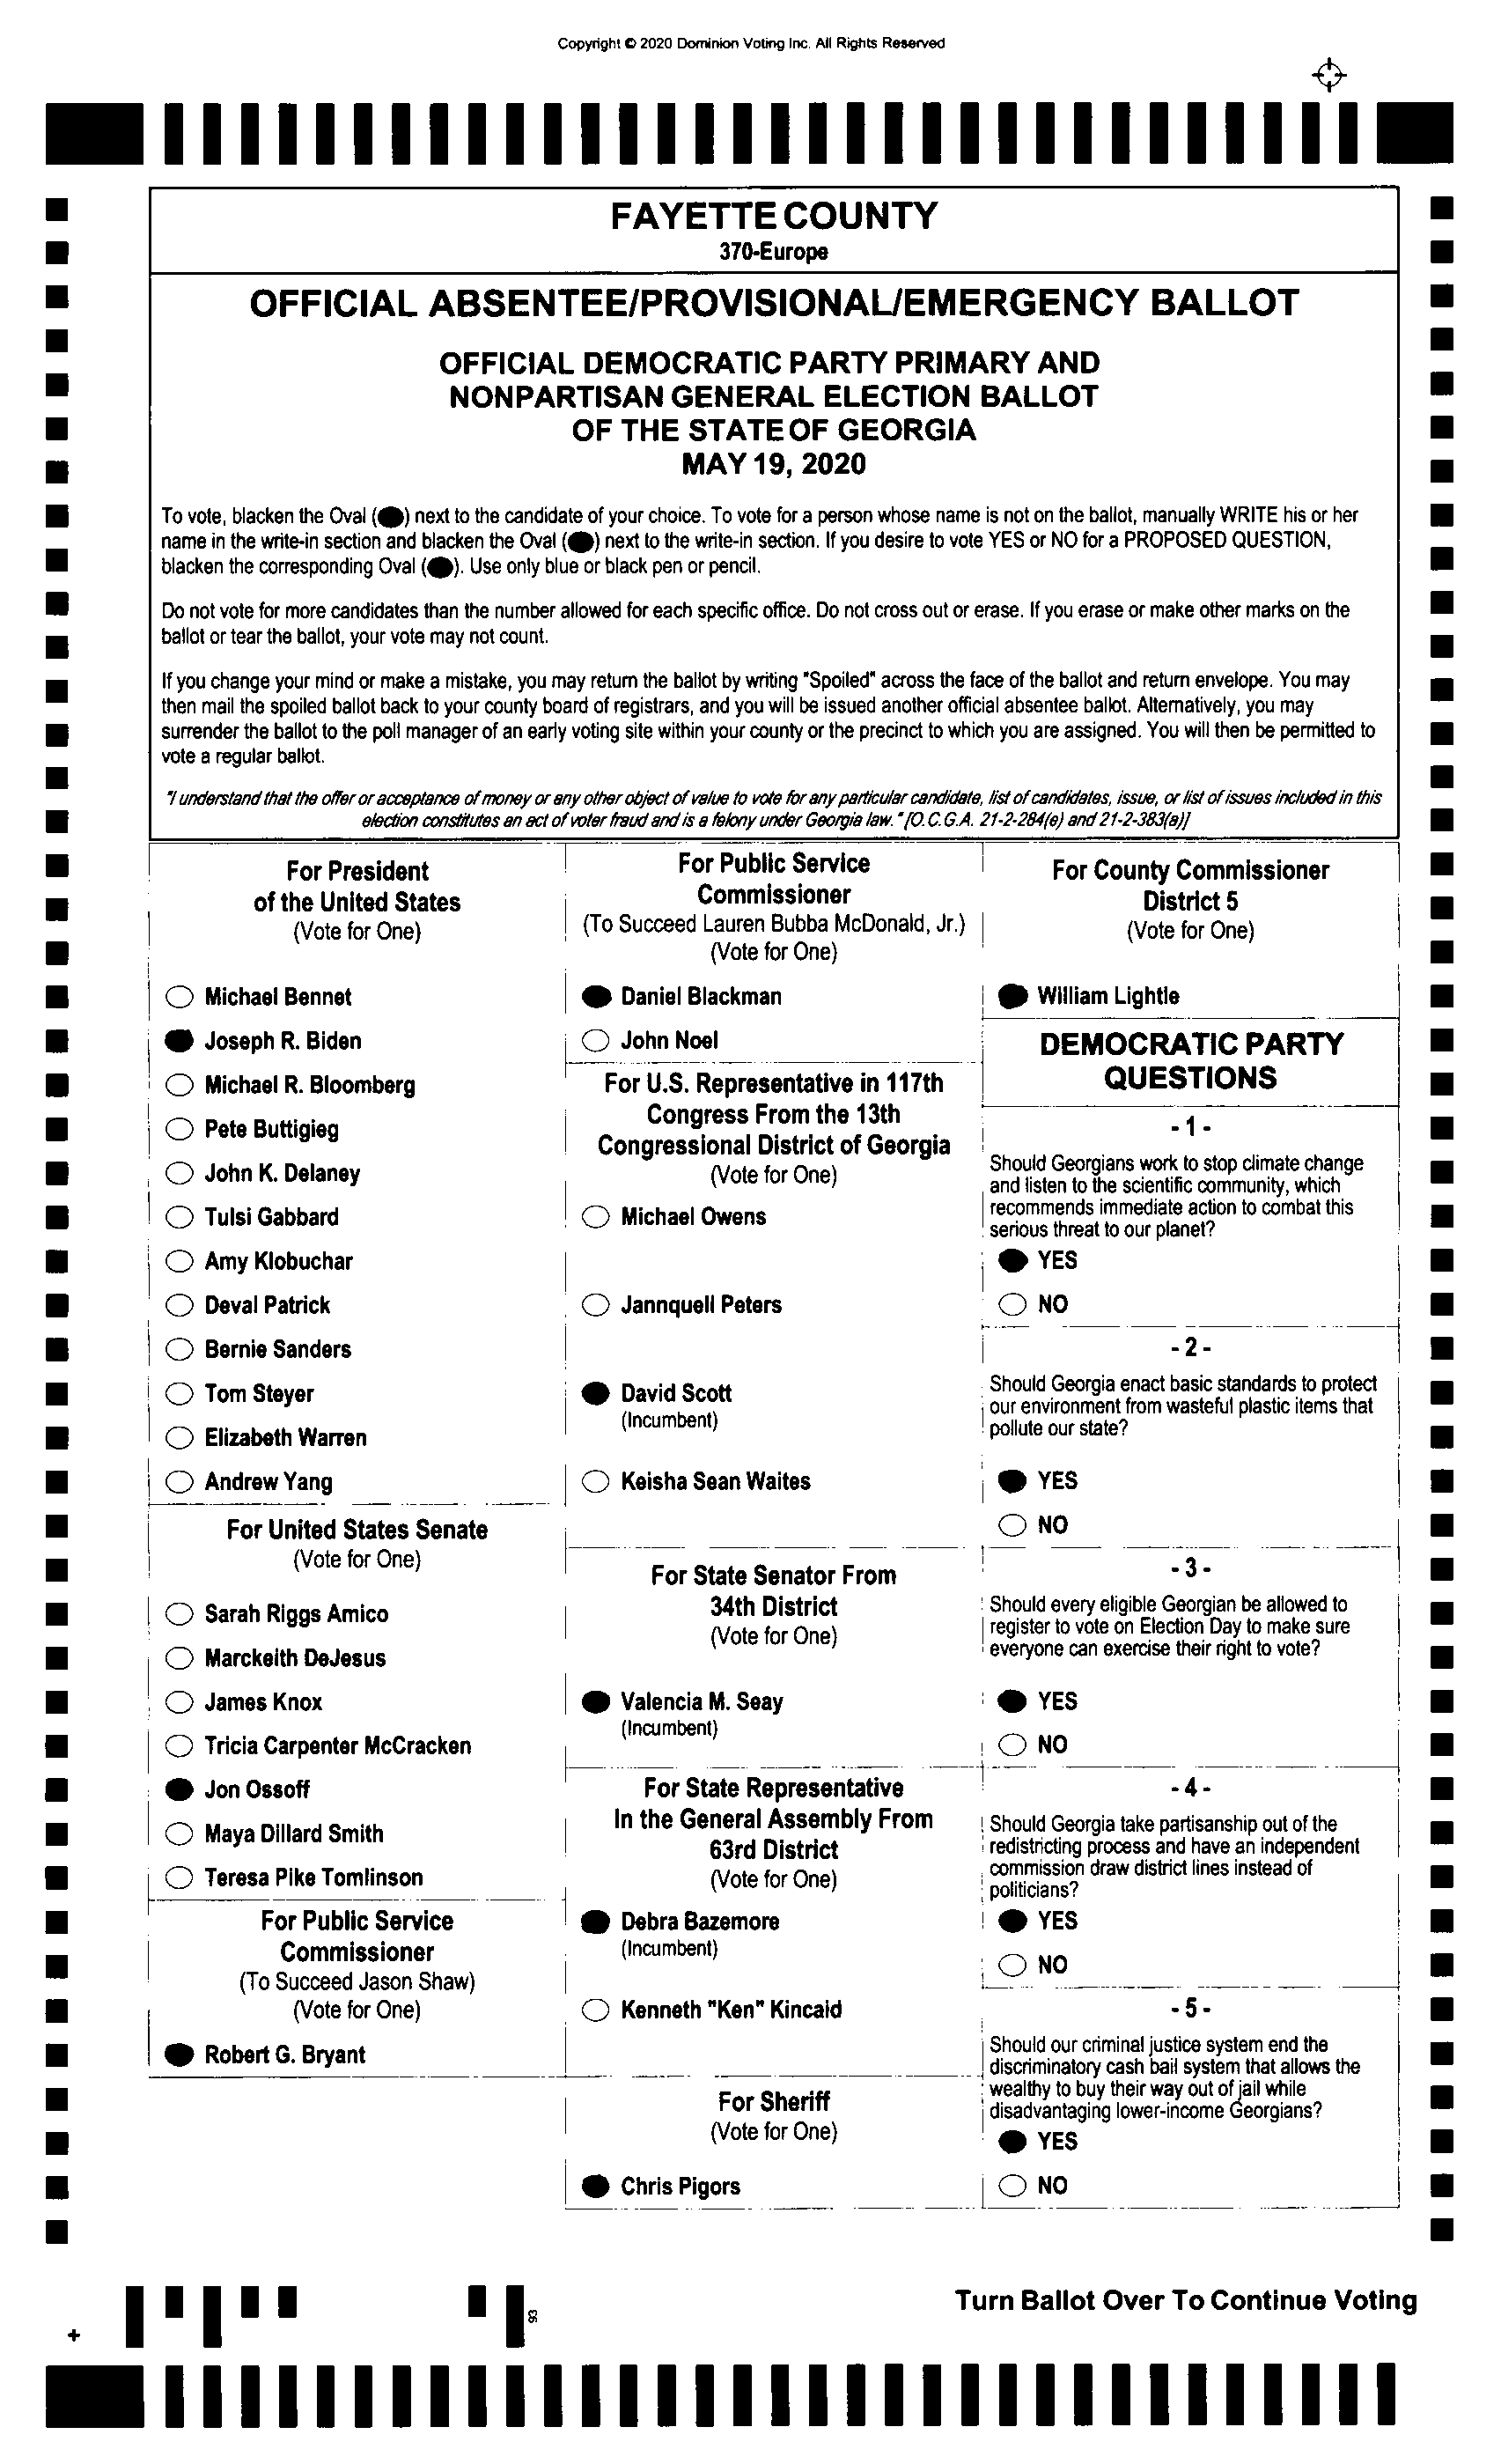 Copyright © 2020 Dominion Voting Inc. All Rights Reserved
FAYETTE COUNTY
370-Europe
OFFICIAL ABSENTEE/PROVISIONAL/EMERGENCY BALLOT
OFFICIAL DEMOCRATIC PARTY PRIMARY AND
NONPARTISAN GENERAL ELECTION BALLOT
OF THE STATE OF GEORGIA
MAY 19, 2020
To vote, blacken the Oval (●) next to the candidate of your choice. To vote for a person whose name is not on the ballot, manually WRITE his or her
name in the write-in section and blacken the Oval (●) next to the write-in section. If you desire to vote YES or NO for a PROPOSED QUESTION,
blacken the corresponding Oval (●). Use only blue or black pen or pencil.
Do not vote for more candidates than the number allowed for each specific office. Do not cross out or erase. If you erase or make other marks on the
ballot or tear the ballot, your vote may not count.
If you change your mind or make a mistake, you may return the ballot by writing "Spoiled" across the face of the ballot and return envelope. You may
then mail the spoiled ballot back to your county board of registrars, and you will be issued another official absentee ballot. Alternatively, you may
surrender the ballot to the poll manager of an early voting site within your county or the precinct to which you are assigned. You will then be permitted to
vote a regular ballot.
"I understand that the offer or acceptance of money or any other object of value to vote for any particular candidate, list of candidates, issue, or list of issues included in this
election constitutes an act of voter fraud and is a felony under Georgia law." [O.C.G.A. 21-2-284(e) and 21-2-383(a)]
For President
of the United States
(Vote for One)
Michael Bennet
Joseph R. Biden
Michael R. Bloomberg
Pete Buttigieg
John K. Delaney
Tulsi Gabbard
Amy Klobuchar
Deval Patrick
Bernie Sanders
Tom Steyer
Elizabeth Warren
Andrew Yang
For United States Senate
(Vote for One)
Sarah Riggs Amico
Marckeith DeJesus
James Knox
Tricia Carpenter McCracken
Jon Ossoff
Maya Dillard Smith
Teresa Pike Tomlinson
For Public Service
Commissioner
(To Succeed Jason Shaw)
(Vote for One)
Robert G. Bryant
For Public Service
Commissioner
(To Succeed Lauren Bubba McDonald, Jr.)
(Vote for One)
Daniel Blackman
John Noel
For U.S. Representative in 117th
Congress From the 13th
Congressional District of Georgia
(Vote for One)
Michael Owens
Jannquell Peters
David Scott
(Incumbent)
Keisha Sean Waites
For State Senator From
34th District
(Vote for One)
Valencia M. Seay
(Incumbent)
For State Representative
In the General Assembly From
63rd District
(Vote for One)
Debra Bazemore
(Incumbent)
Kenneth "Ken" Kincaid
For Sheriff
(Vote for One)
Chris Pigors
For County Commissioner
District 5
(Vote for One)
William Lightle
DEMOCRATIC PARTY
QUESTIONS
- 1 -
Should Georgians work to stop climate change
and listen to the scientific community, which
recommends immediate action to combat this
serious threat to our planet?
YES
NO
- 2 -
Should Georgia enact basic standards to protect
our environment from wasteful plastic items that
pollute our state?
YES
NO
- 3 -
Should every eligible Georgian be allowed to
register to vote on Election Day to make sure
everyone can exercise their right to vote?
YES
NO
- 4 -
Should Georgia take partisanship out of the
redistricting process and have an independent
commission draw district lines instead of
politicians?
YES
NO
- 5 -
Should our criminal justice system end the
discriminatory cash bail system that allows the
wealthy to buy their way out of jail while
disadvantaging lower-income Georgians?
YES
NO
Turn Ballot Over To Continue Voting
93
+